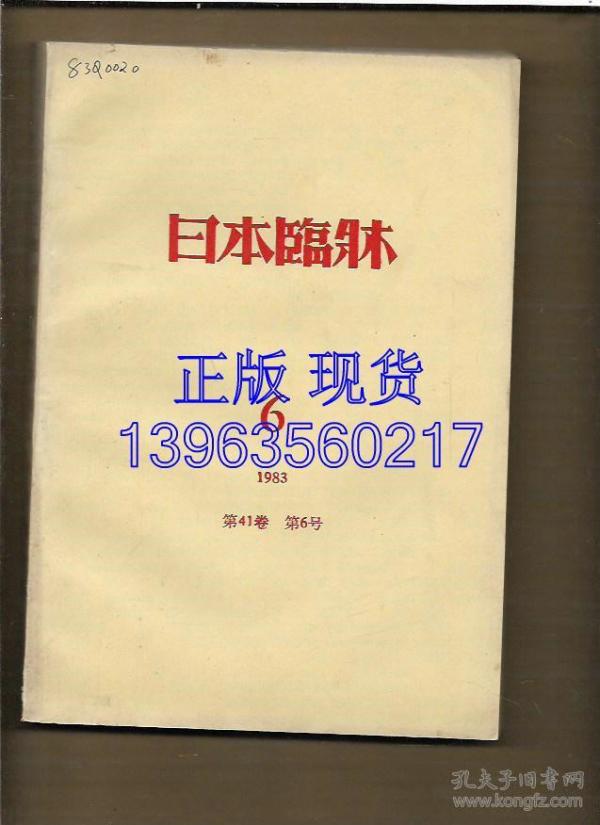 83Q0020
日本臨牀
正版 现货
6
13963560217
1983
第41卷 第6号
孔夫子旧书网
www.kongfz.com